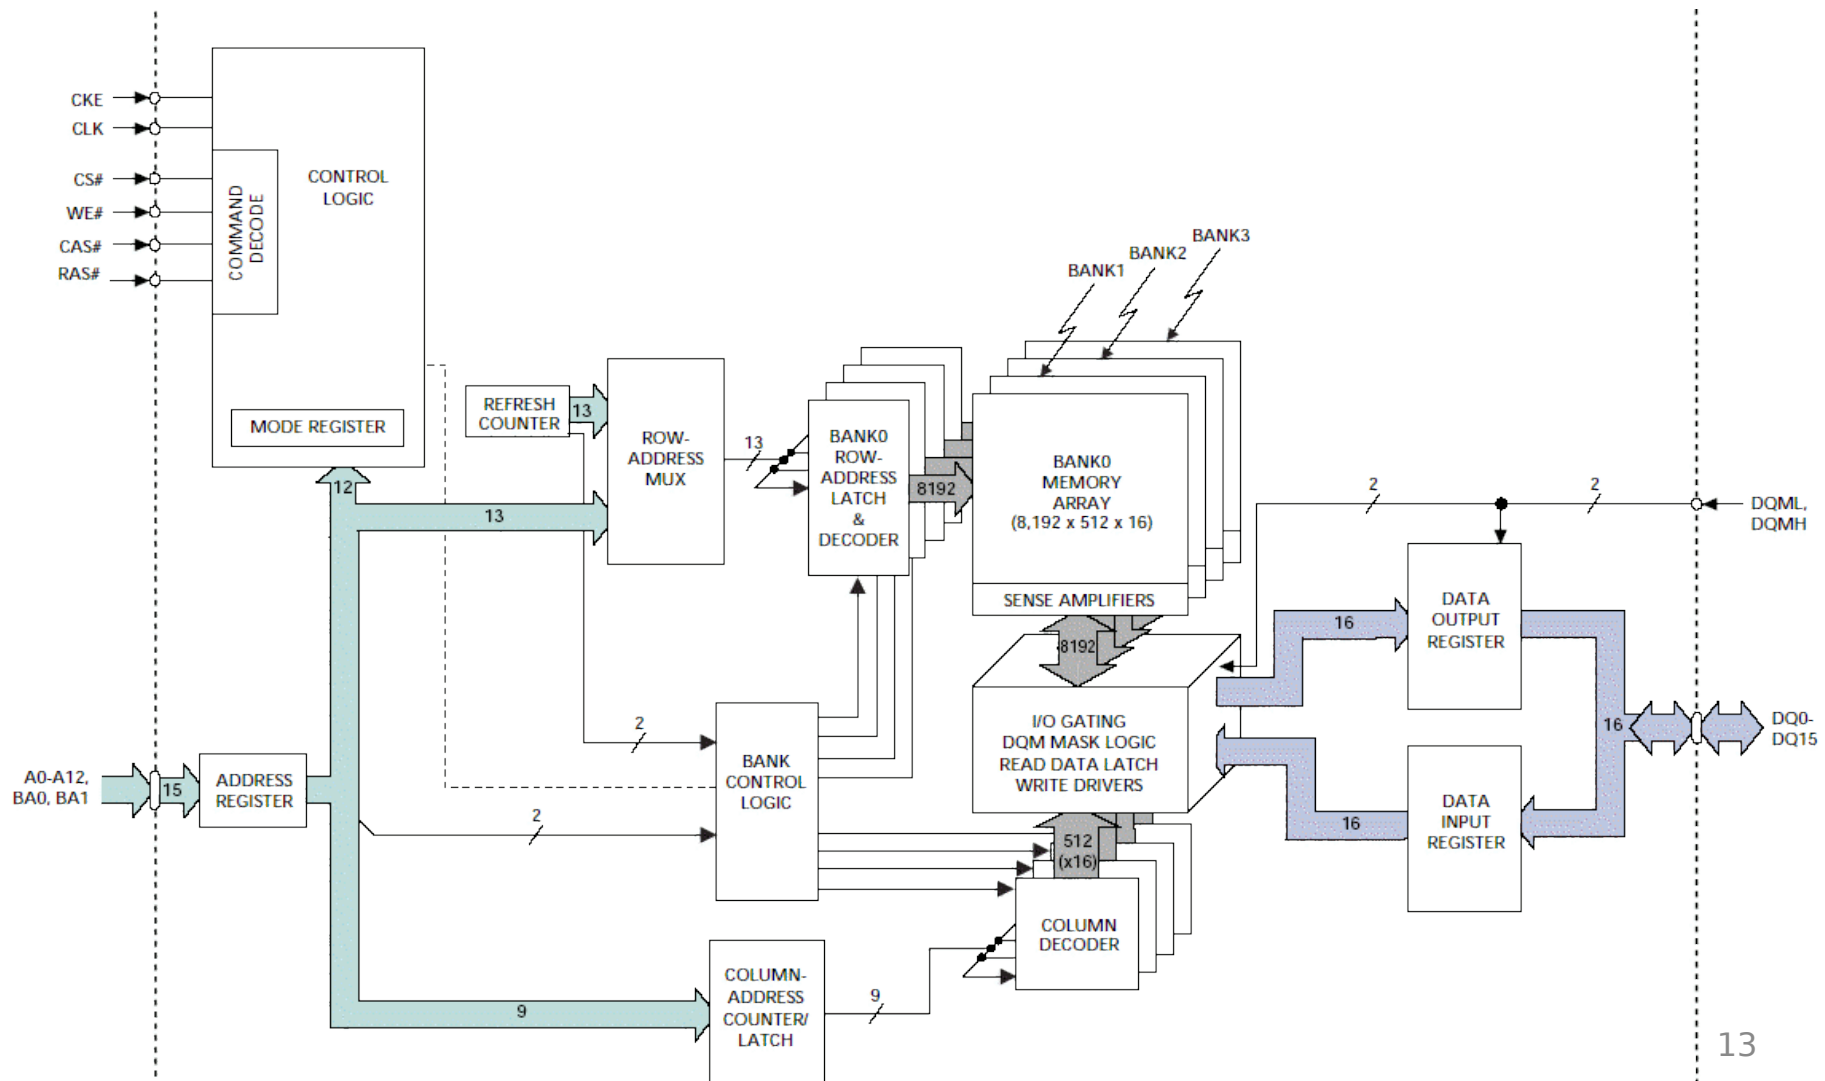 CKE
CLK
CS#
WE#
CAS#
RAS#
COMMAND
DECODE
CONTROL
LOGIC
MODE REGISTER
12
13
REFRESH
COUNTER
13
ROW-
ADDRESS
MUX
13
BANK0
ROW-
ADDRESS
LATCH
&
DECODER
8192
BANK1
BANK2
BANK3
BANK0
MEMORY
ARRAY
(8,192 x 512 x 16)
SENSE AMPLIFIERS
8192
I/O GATING
DQM MASK LOGIC
READ DATA LATCH
WRITE DRIVERS
512
(x16)
COLUMN
DECODER
2
2
DQML,
DQMH
DATA
OUTPUT
REGISTER
16
16
DQ0-
DQ15
DATA
INPUT
REGISTER
16
A0-A12,
BA0, BA1
15
ADDRESS
REGISTER
2
2
BANK
CONTROL
LOGIC
9
COLUMN-
ADDRESS
COUNTER/
LATCH
9
13